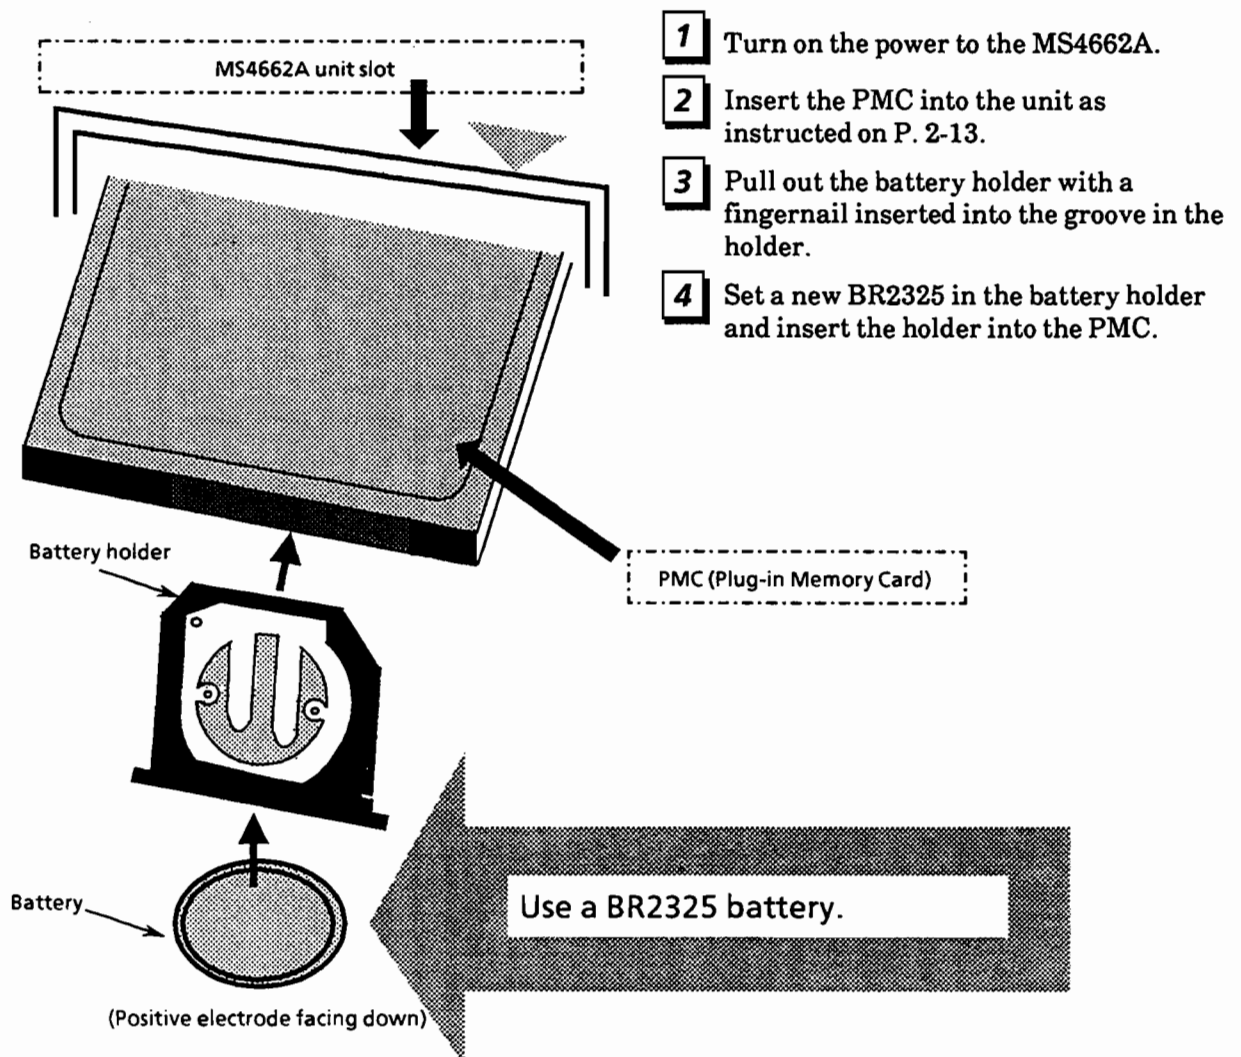 MS4662A unit slot
1 Turn on the power to the MS4662A.
2 Insert the PMC into the unit as
instructed on P. 2-13.
3 Pull out the battery holder with a
fingernail inserted into the groove in the
holder.
4 Set a new BR2325 in the battery holder
and insert the holder into the PMC.
Battery holder
PMC (Plug-in Memory Card)
Use a BR2325 battery.
Battery
(Positive electrode facing down)